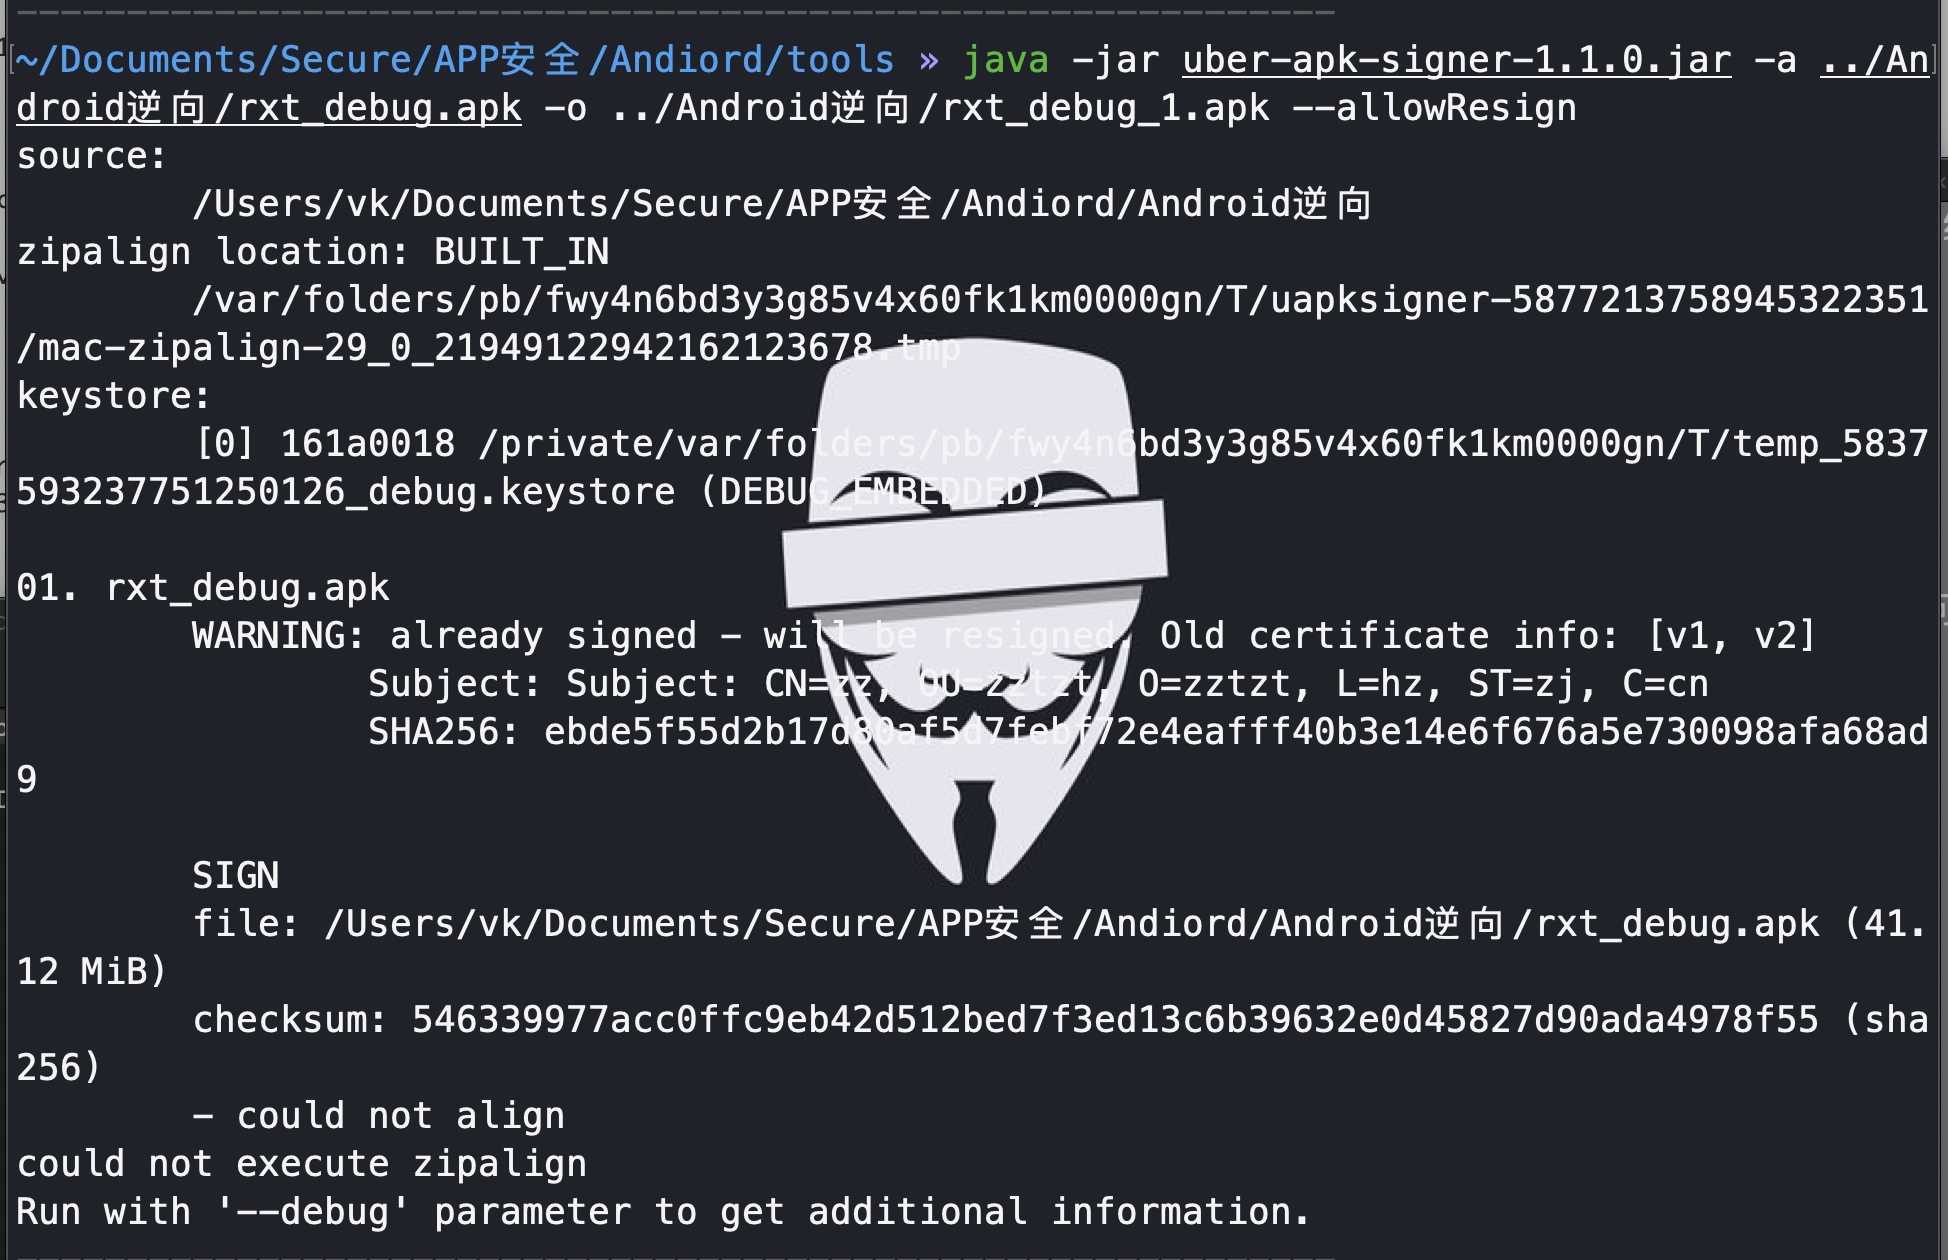 ~/Documents/Secure/APP安全/Andiord/tools » java -jar uber-apk-signer-1.1.0.jar -a ../An
droid逆向/rxt_debug.apk -o ../Android逆向/rxt_debug_1.apk --allowResign
source:
/Users/vk/Documents/Secure/APP安全/Andiord/Android逆向
zipalign location: BUILT_IN
/var/folders/pb/fwy4n6bd3y3g85v4x60fk1km0000gn/T/uapksigner-5877213758945322351
/mac-zipalign-29_0_21949122942162123678.tmp
keystore:
[0] 161a0018 /private/var/folders/pb/fwy4n6bd3y3g85v4x60fk1km0000gn/T/temp_5837
593237751250126_debug.keystore (DEBUG_EMBEDDED)
01. rxt_debug.apk
WARNING: already signed - will be resigned. Old certificate info: [v1, v2]
Subject: Subject: CN=zz, OU=zztzt, O=zztzt, L=hz, ST=zj, C=cn
SHA256: ebde5f55d2b17d80af5d7febf72e4eafff40b3e14e6f676a5e730098afa68ad
9
SIGN
file: /Users/vk/Documents/Secure/APP安全/Andiord/Android逆向/rxt_debug.apk (41.
12 MiB)
checksum: 546339977acc0ffc9eb42d512bed7f3ed13c6b39632e0d45827d90ada4978f55 (sha
256)
- could not align
could not execute zipalign
Run with '--debug' parameter to get additional information.